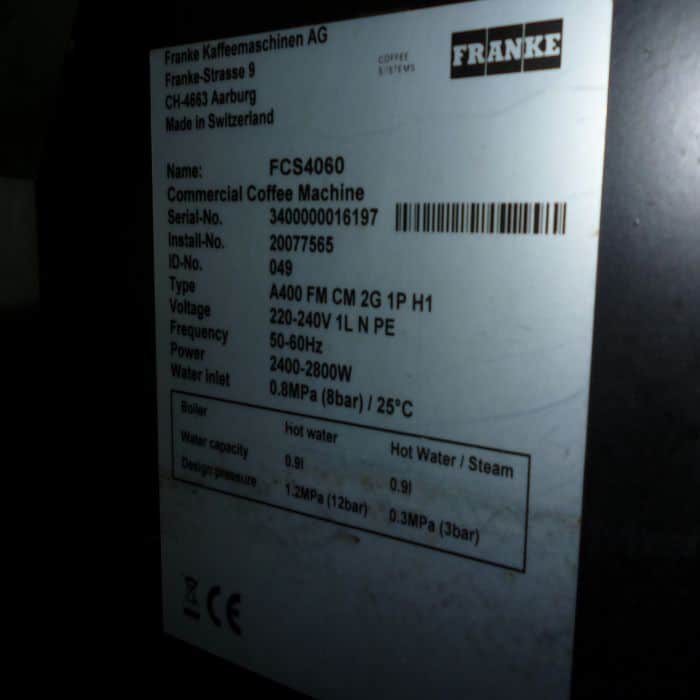 Franke Kaffeemaschinen AG
Franke-Strasse 9
CH-4663 Aarburg
Made in Switzerland
COFFEE
SYSTEMS
FRANKE
Name: FCS4060
Commercial Coffee Machine
Serial-No. 3400000016197
Install-No. 20077565
ID-No. 049
Type A400 FM CM 2G 1P H1
Voltage 220-240V 1L N PE
Frequency 50-60Hz
Power 2400-2800W
Water inlet 0.8MPa (8bar) / 25°C
Boiler Hot water Hot Water / Steam
Water capacity 0.9l 0.9l
Design pressure 1.2MPa (12bar) 0.3MPa (3bar)
CE